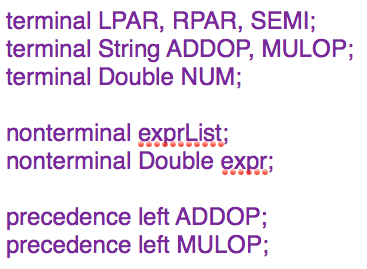 terminal LPAR, RPAR, SEMI;
terminal String ADDOP, MULOP;
terminal Double NUM;
nonterminal exprList;
nonterminal Double expr;
precedence left ADDOP;
precedence left MULOP;